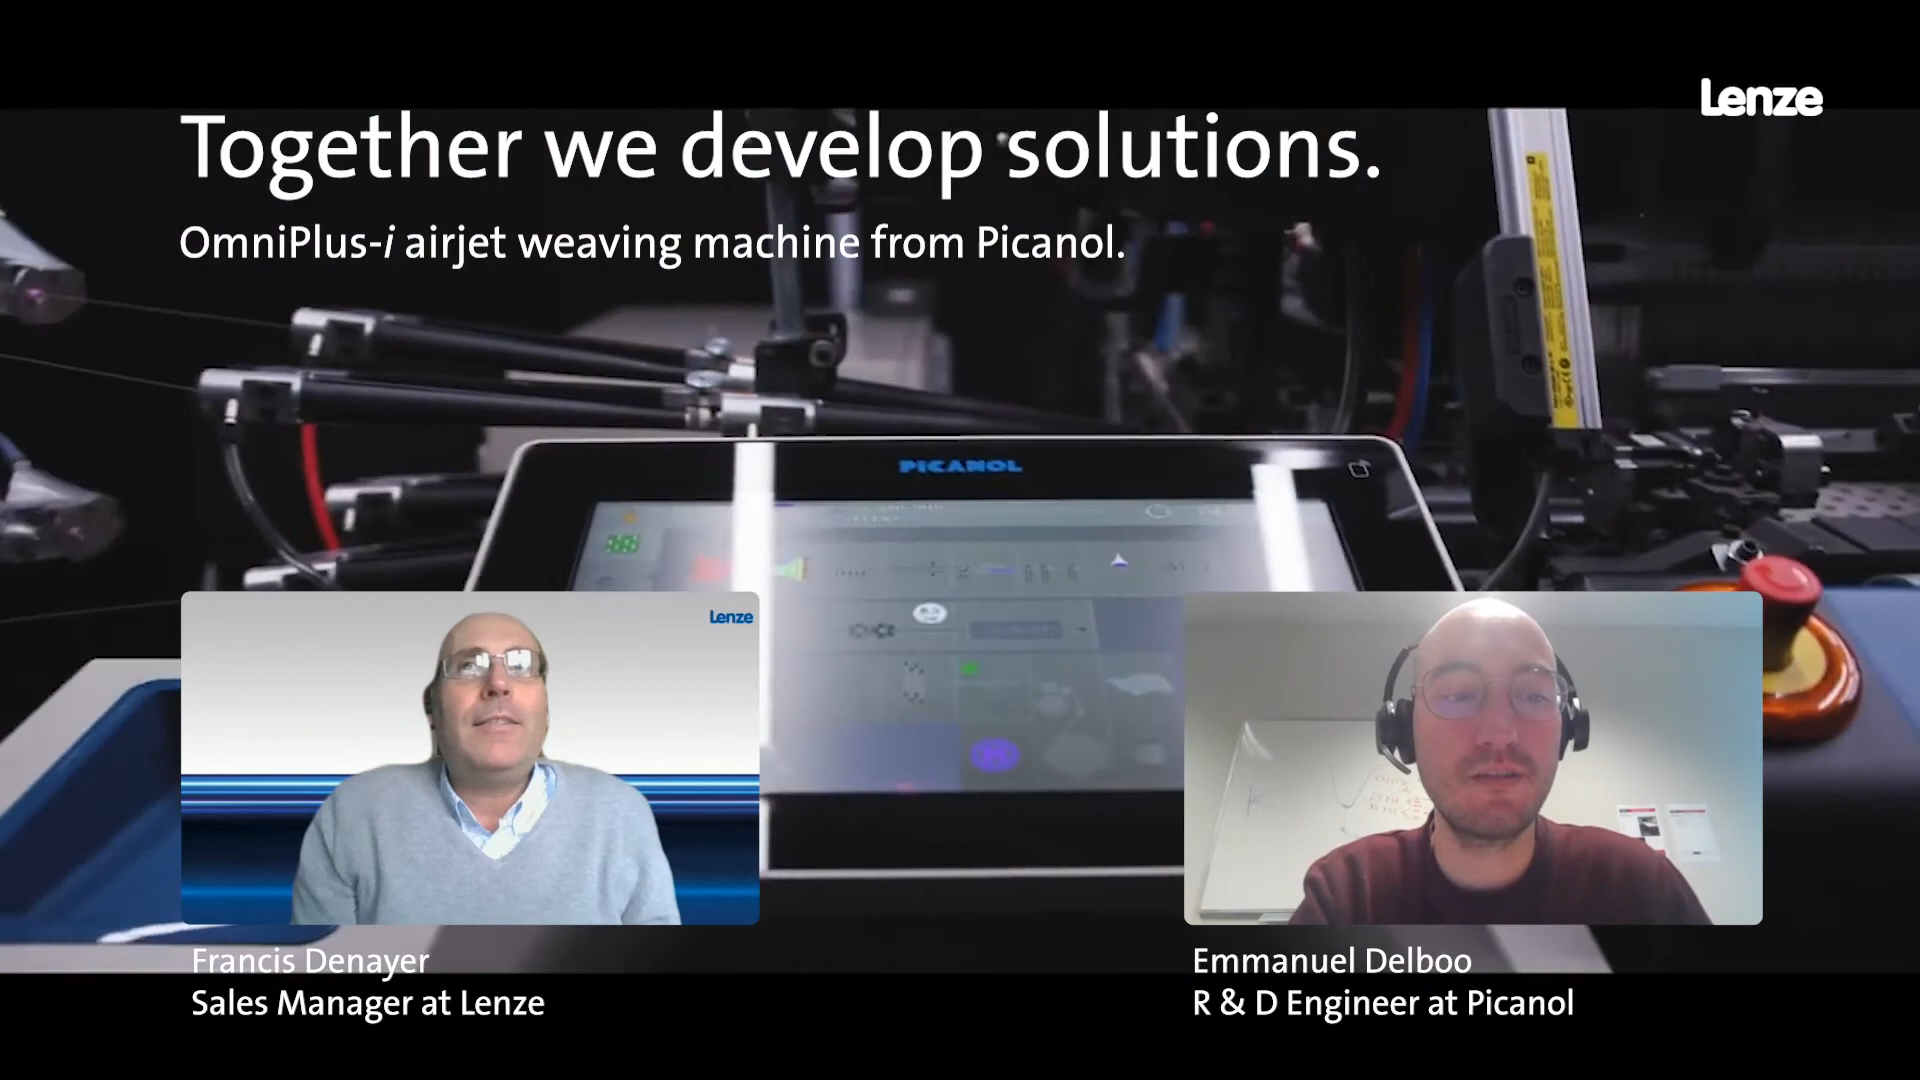 Lenze
Together we develop solutions.
OmniPlus-i airjet weaving machine from Picanol.
PICANOL
Lenze
Francis Denayer
Sales Manager at Lenze
Emmanuel Delboo
R & D Engineer at Picanol